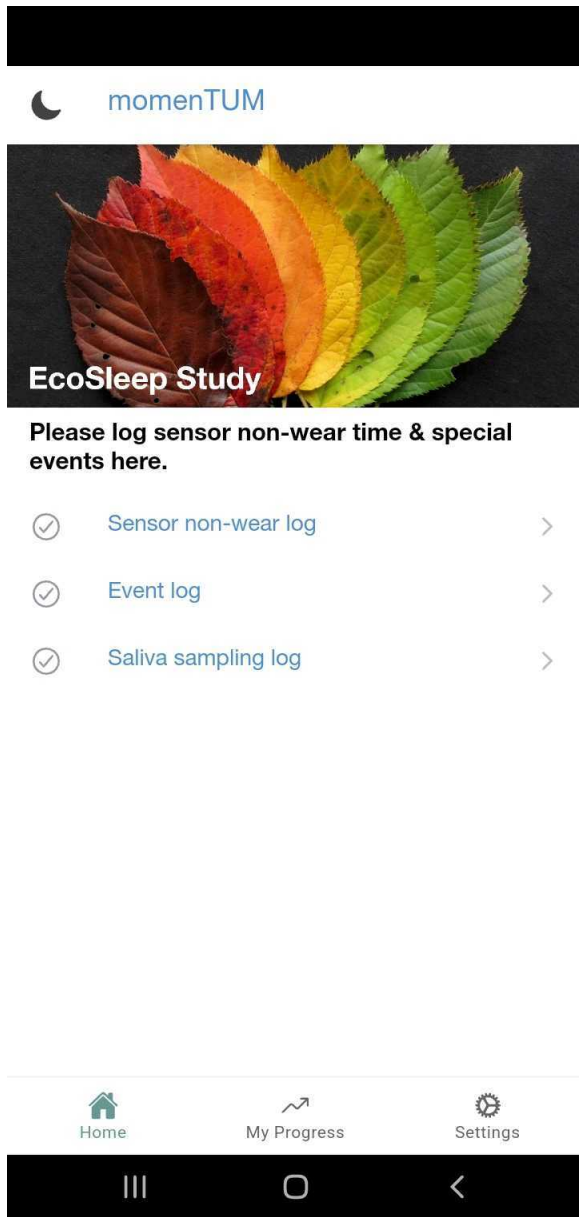 momenTUM
EcoSleep Study
Please log sensor non-wear time & special
events here.
Sensor non-wear log
Event log
Saliva sampling log
Home
My Progress
Settings